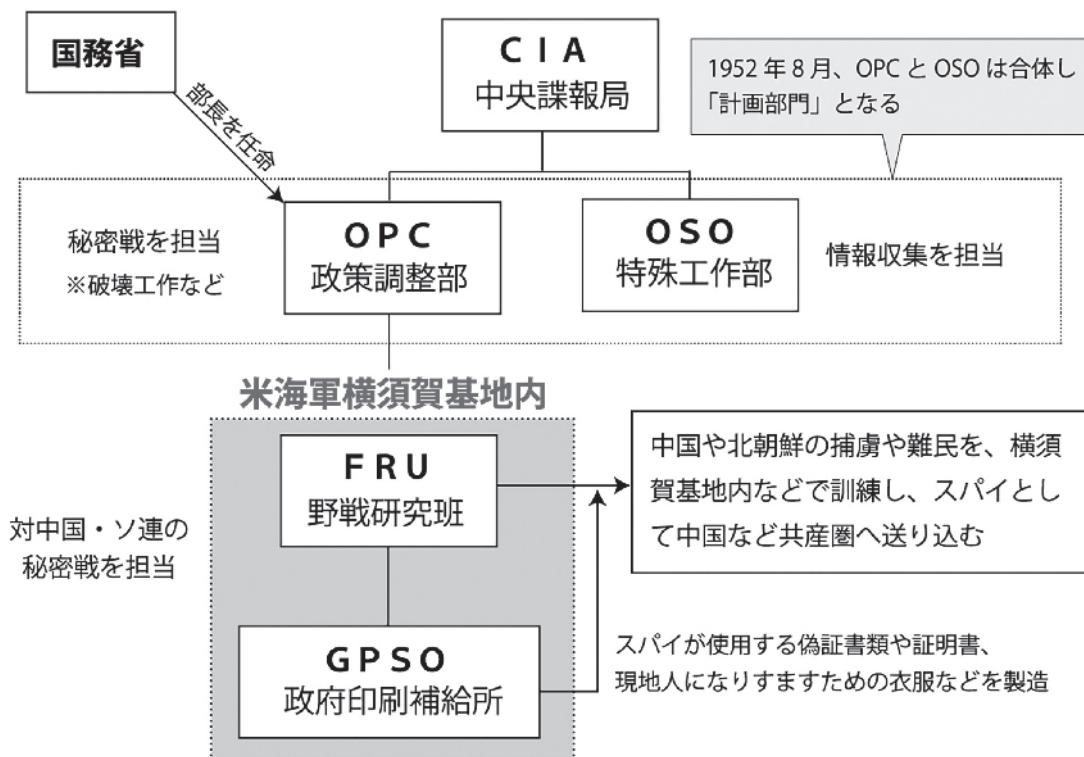 国務省
CIA
中央諜報局
1952年8月、OPCとOSOは合体し
「計画部門」となる
部長を任命
秘密戦を担当
※破壊工作など
OPC
政策調整部
OSO
特殊工作部
情報収集を担当
米海軍横須賀基地内
FRU
野戦研究班
中国や北朝鮮の捕虜や難民を、横須
賀基地内などで訓練し、スパイとし
て中国など共産圏へ送り込む
対中国・ソ連の
秘密戦を担当
GPSO
政府印刷補給所
スパイが使用する偽証書類や証明書、
現地人になりすますための衣服などを製造